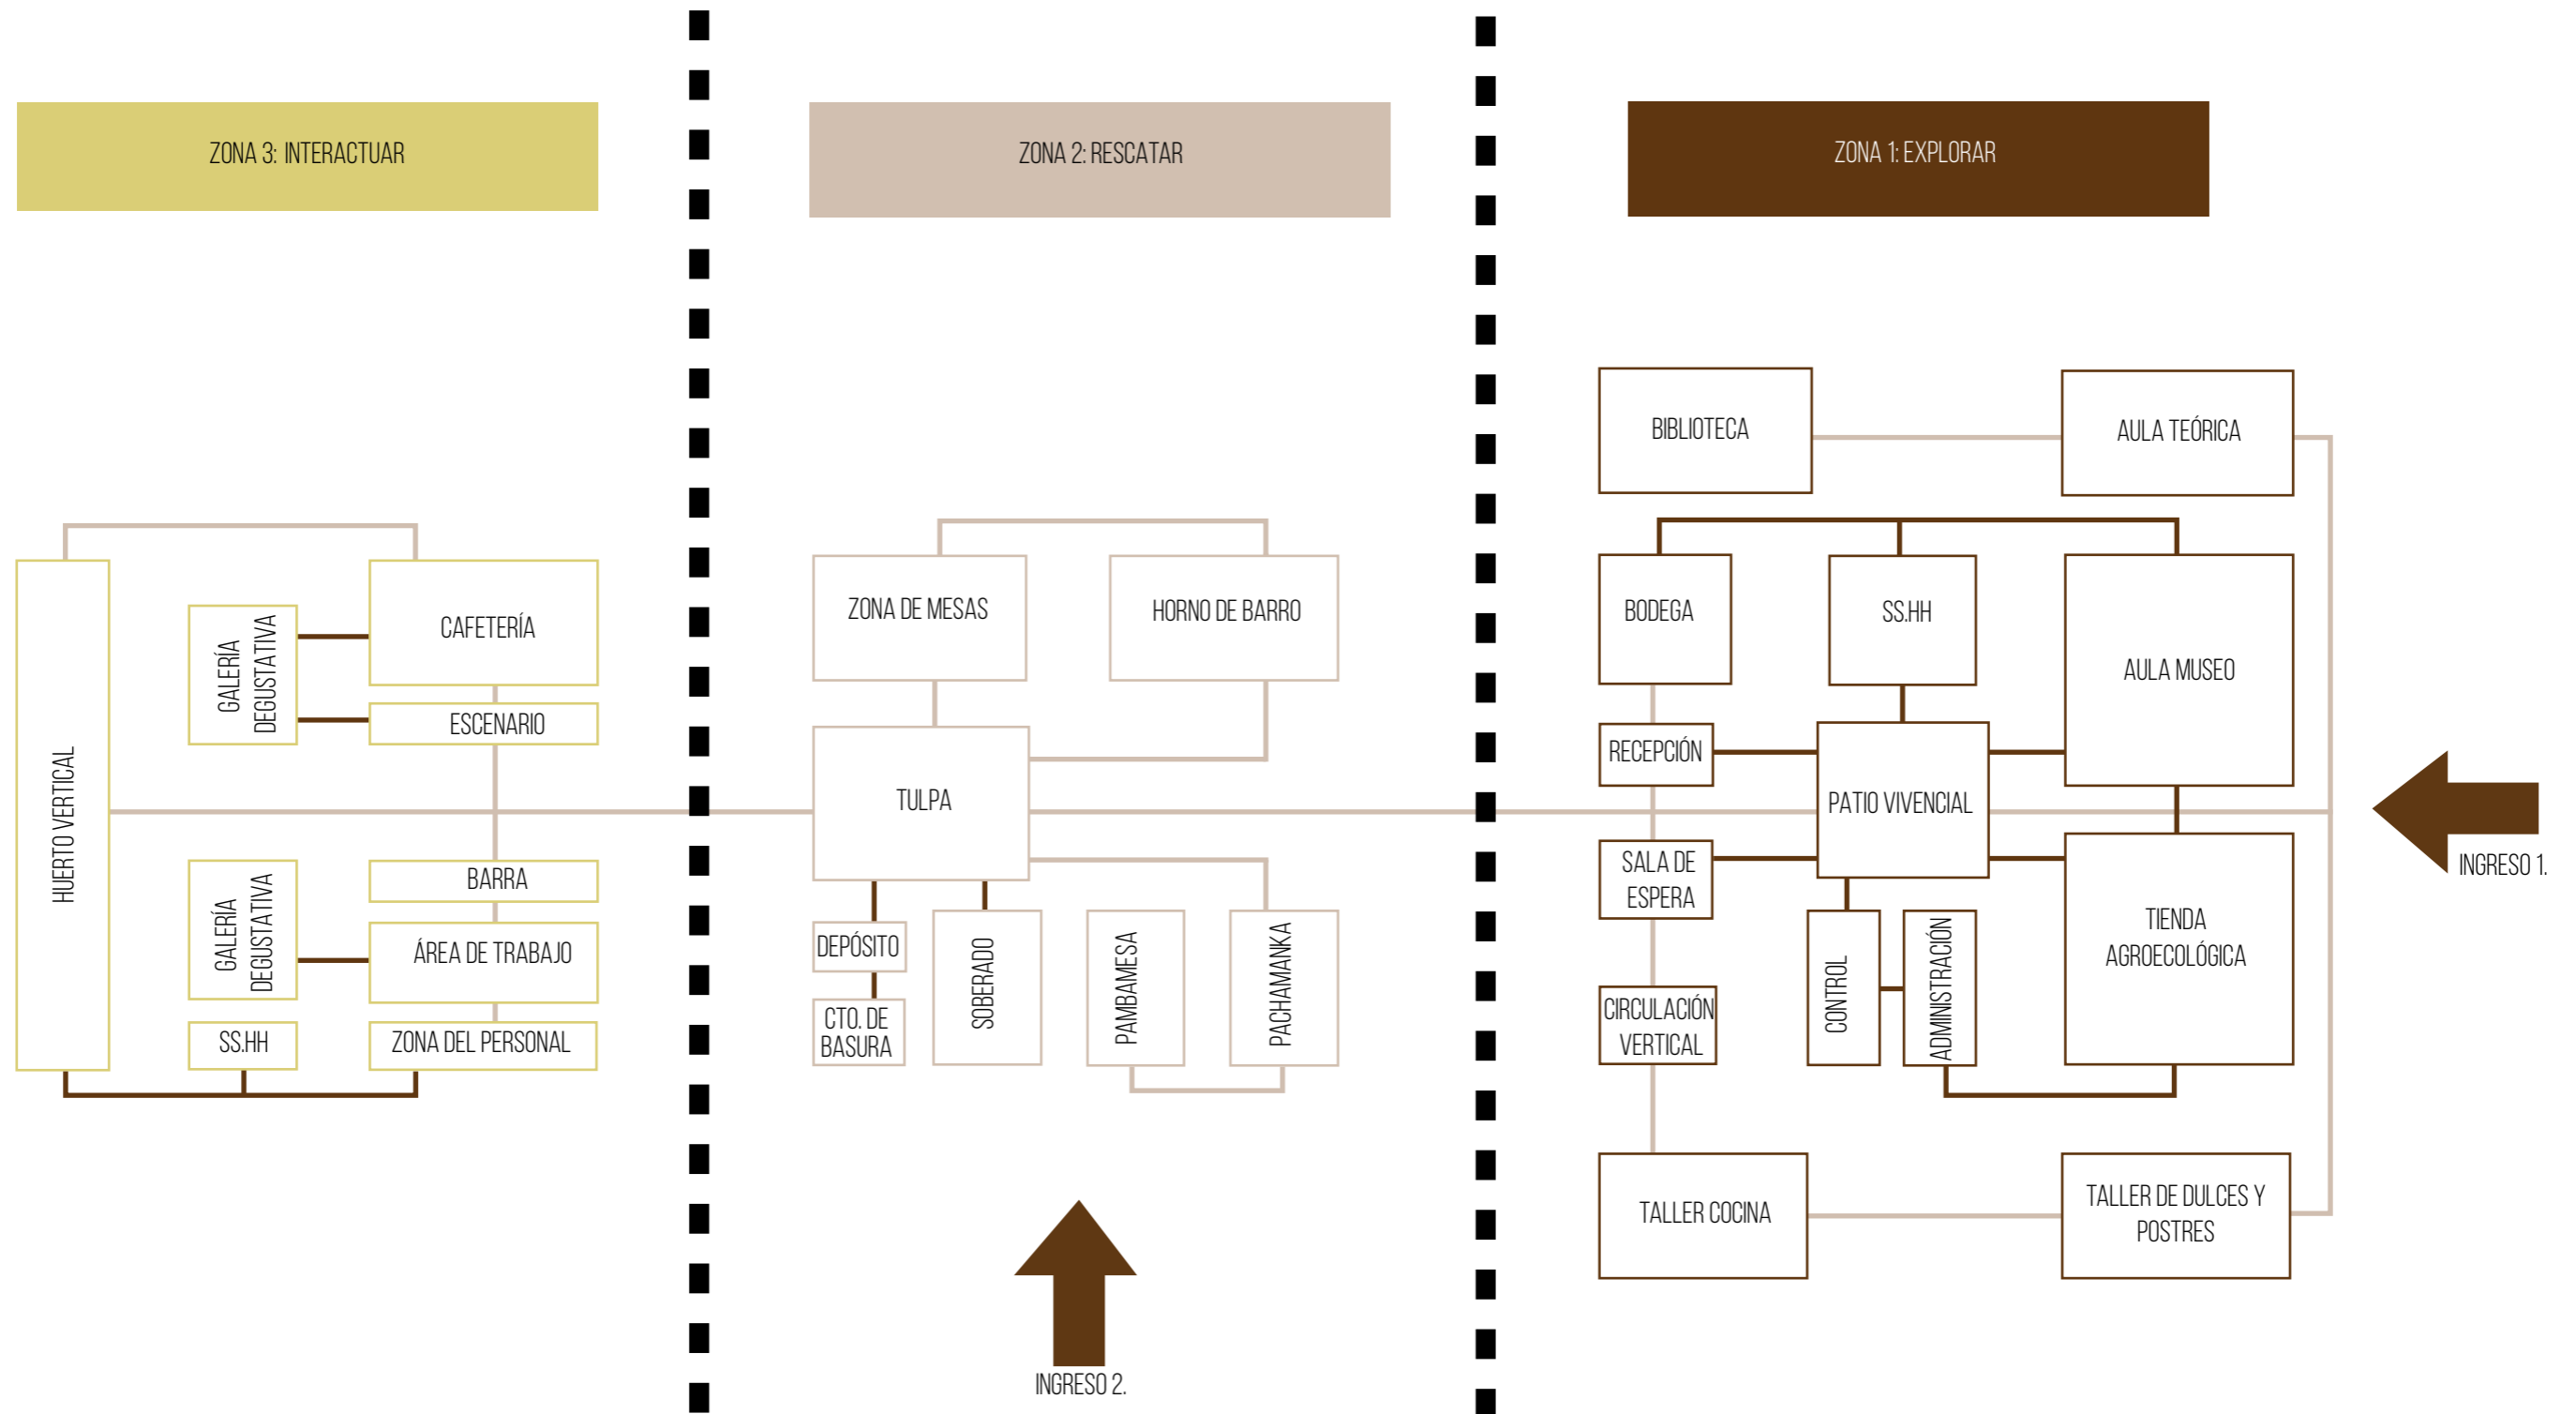 ZONA 3: INTERACTUAR
ZONA 2: RESCATAR
ZONA 1: EXPLORAR
HUERTO VERTICAL
GALERÍA
DEGUSTATIVA
CAFETERÍA
ESCENARIO
GALERÍA
DEGUSTATIVA
BARRA
ÁREA DE TRABAJO
SS.HH
ZONA DEL PERSONAL
ZONA DE MESAS
HORNO DE BARRO
TULPA
DEPÓSITO
CTO. DE
BASURA
SOBERADO
PAMBAMESA
PACHAMANKA
INGRESO 2.
BIBLIOTECA
AULA TEÓRICA
BODEGA
SS.HH
AULA MUSEO
RECEPCIÓN
PATIO VIVENCIAL
SALA DE
ESPERA
CONTROL
ADMINISTRACIÓN
TIENDA
AGROECOLÓGICA
CIRCULACIÓN
VERTICAL
TALLER COCINA
TALLER DE DULCES Y
POSTRES
INGRESO 1.